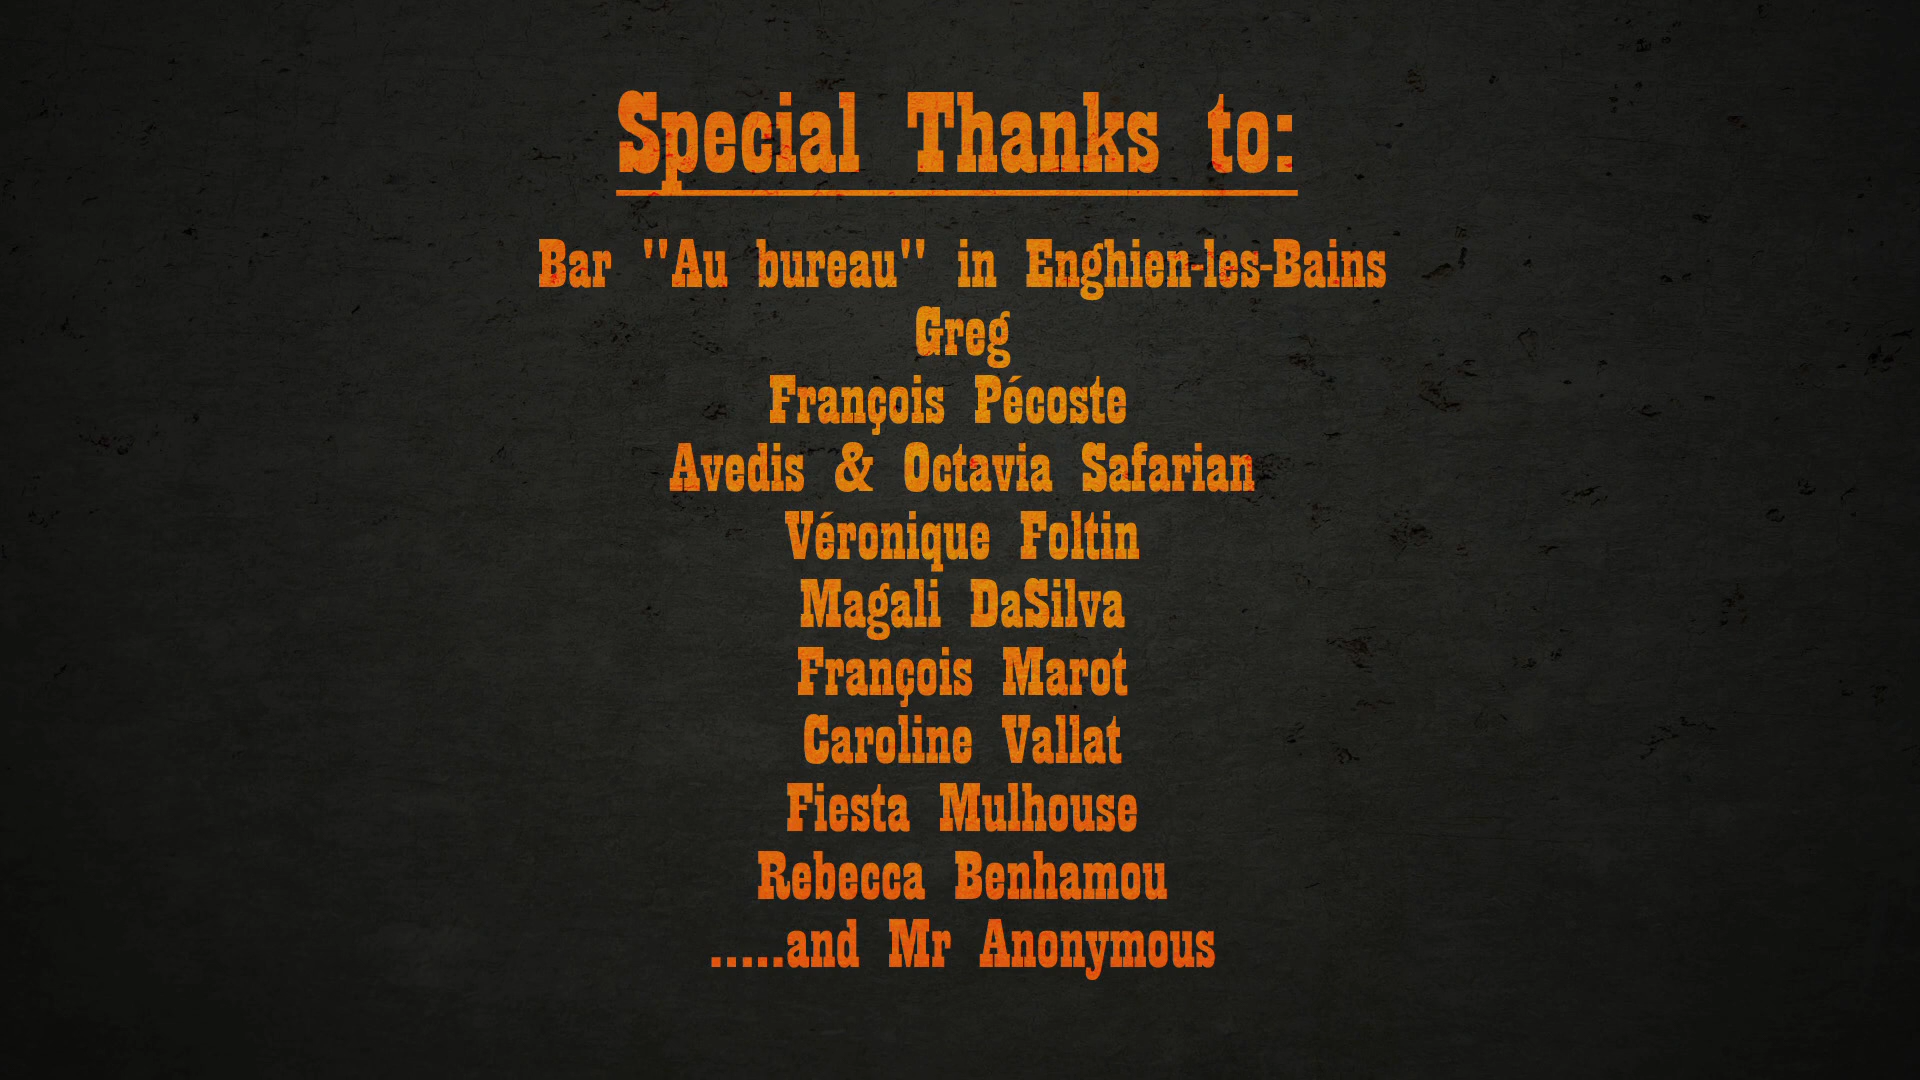 Special Thanks to:
Bar "Au bureau" in Enghien-les-Bains
Greg
François Pécoste
Avedis & Octavia Safarian
Véronique Foltin
Magali DaSilva
François Marot
Caroline Vallat
Fiesta Mulhouse
Rebecca Benhamou
.....and Mr Anonymous